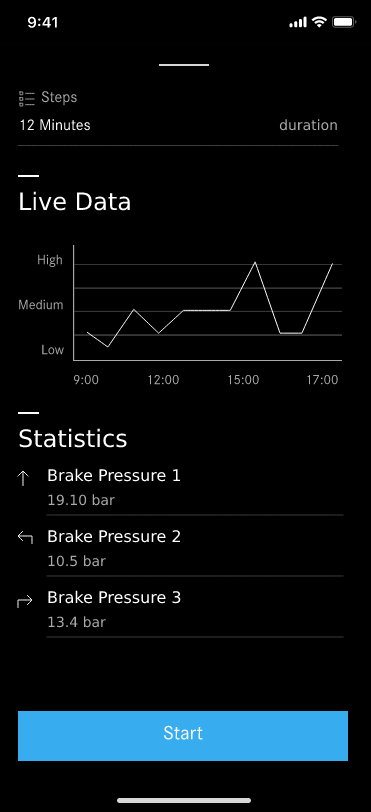 9:41
Steps
12 Minutes duration
Live Data
High
Medium
Low
9:00 12:00 15:00 17:00
Statistics
Brake Pressure 1
19.10 bar
Brake Pressure 2
10.5 bar
Brake Pressure 3
13.4 bar
Start